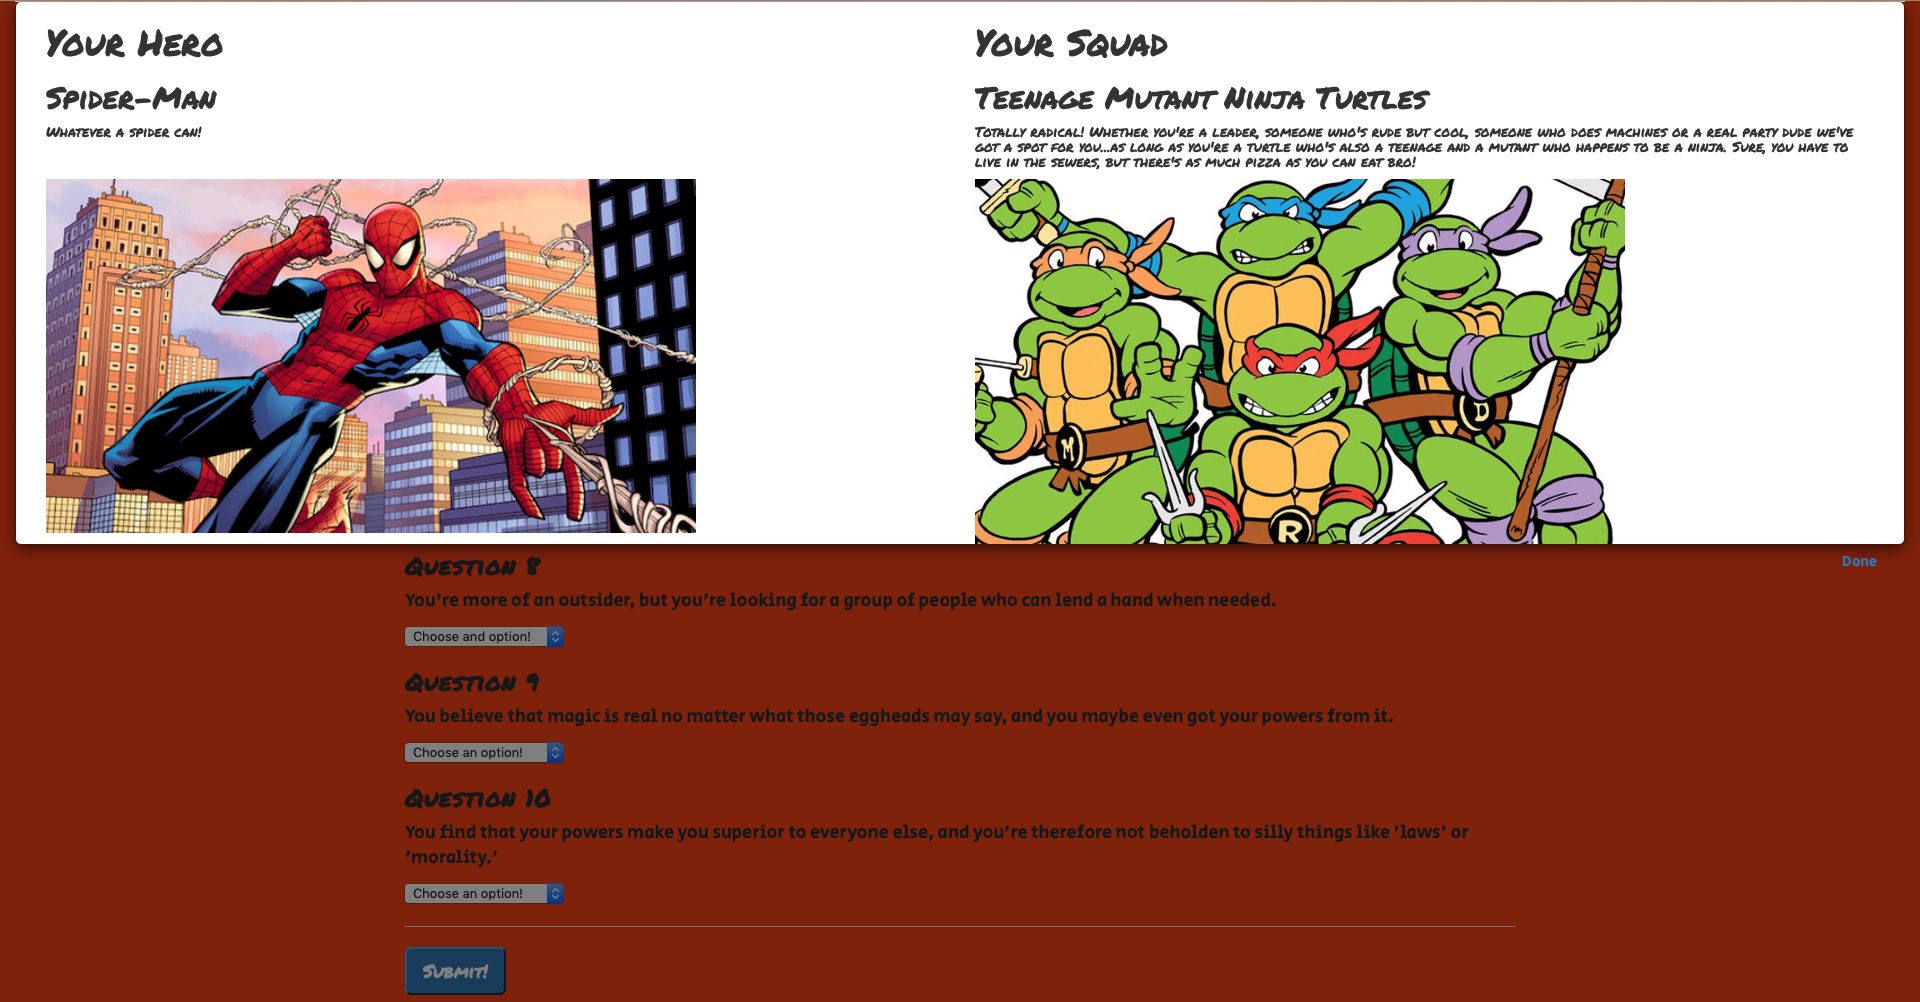 Your Hero
Spider-Man
Whatever a spider can!
Your Squad
Teenage Mutant Ninja Turtles
Totally radical! Whether you're a leader, someone who's rude but cool, someone who does machines or a real party dude we've
got a spot for you...as long as you're a turtle who's also a teenage and a mutant who happens to be a ninja. Sure, you have to
live in the sewers, but there's as much pizza as you can eat bro!
M
D
R
Done
Question 8
You're more of an outsider, but you're looking for a group of people who can lend a hand when needed.
Choose and option!
Question 9
You believe that magic is real no matter what those eggheads may say, and you maybe even got your powers from it.
Choose an option!
Question 10
You find that your powers make you superior to everyone else, and you're therefore not beholden to silly things like 'laws' or
'morality.'
Choose an option!
Submit!